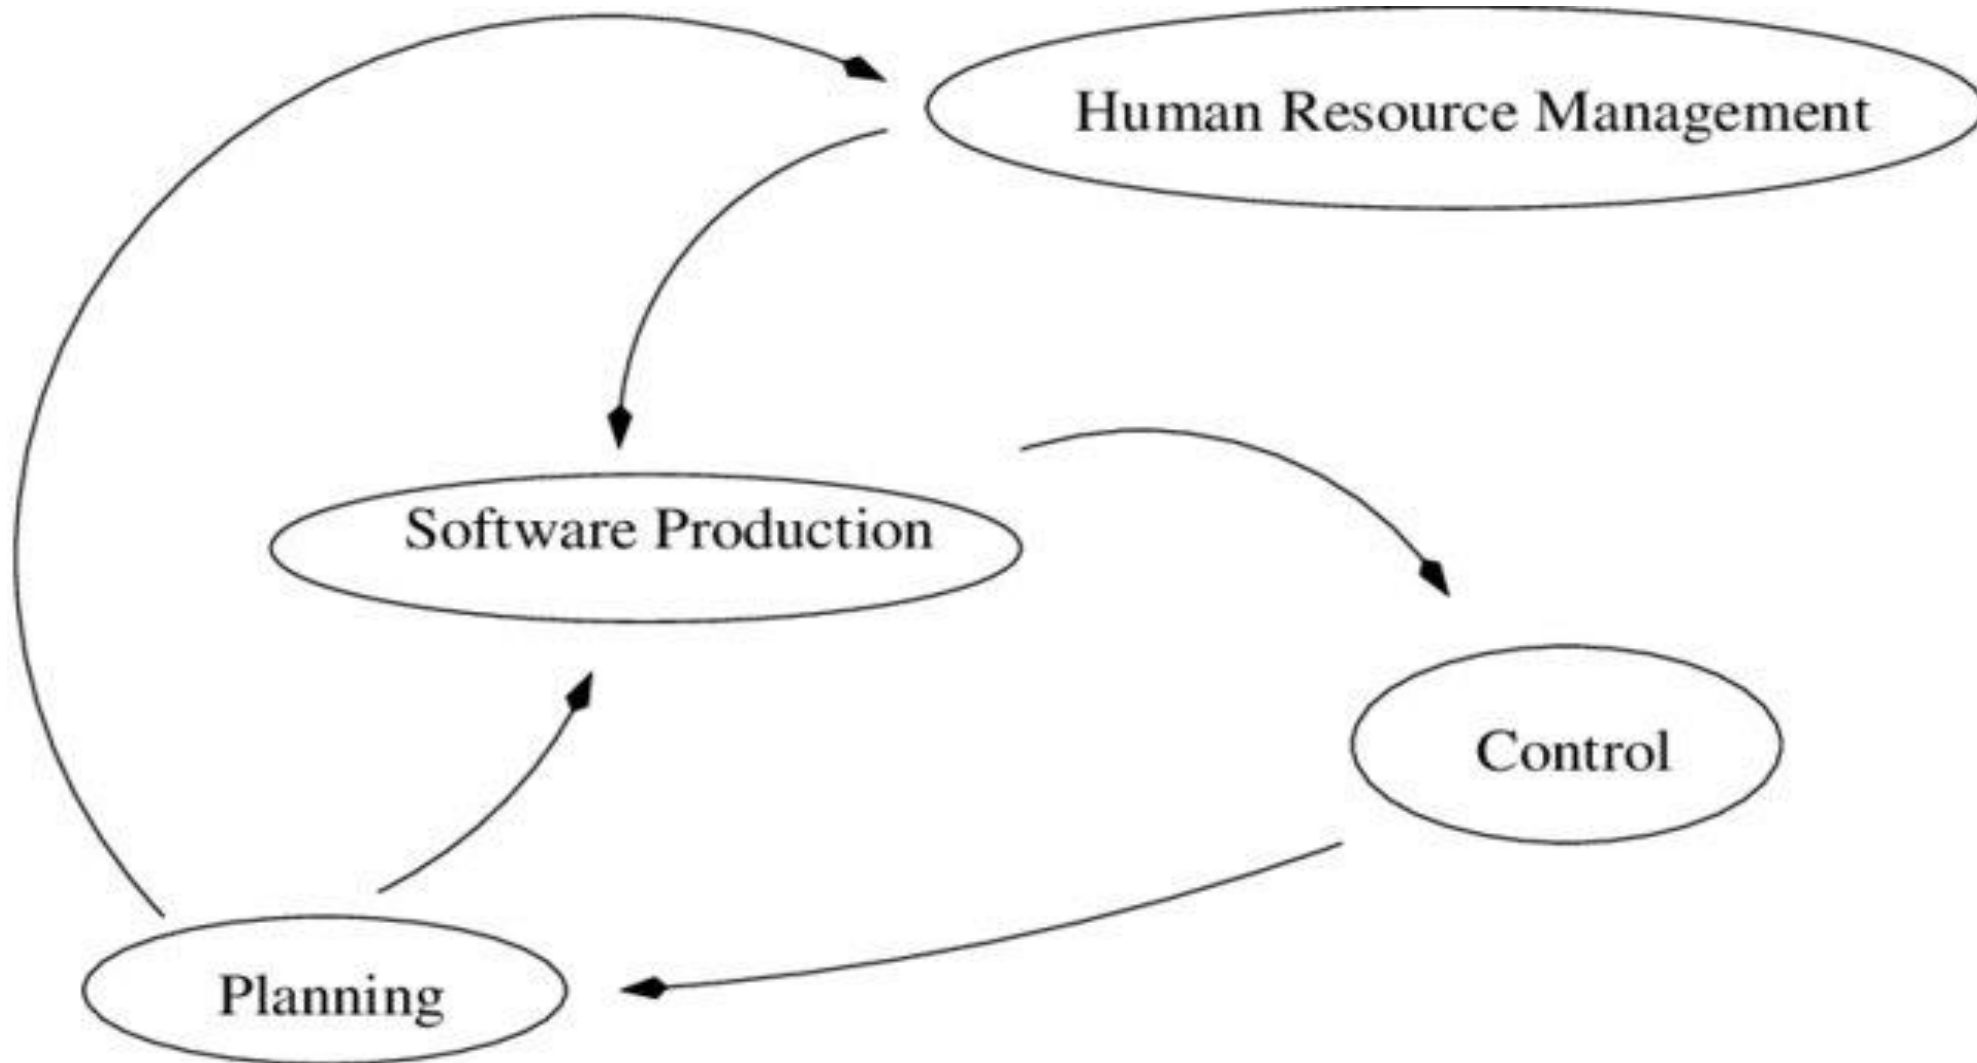 Human Resource Management
Software Production
Control
Planning